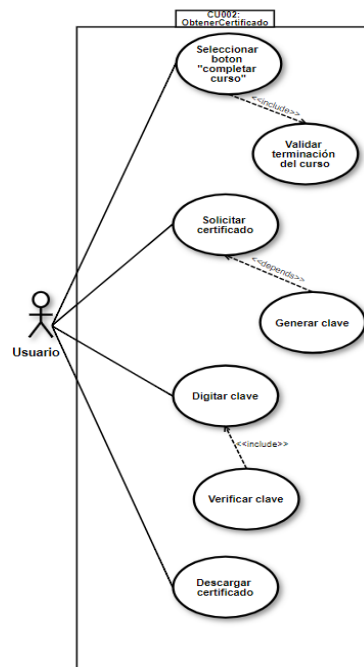 CU002:
ObtenerCertificado
Seleccionar
boton
"completar
curso"
<<include>>
Validar
terminación
del curso
Solicitar
certificado
<<depends>>
Generar clave
Usuario
Digitar clave
<<include>>
Verificar clave
Descargar
certificado